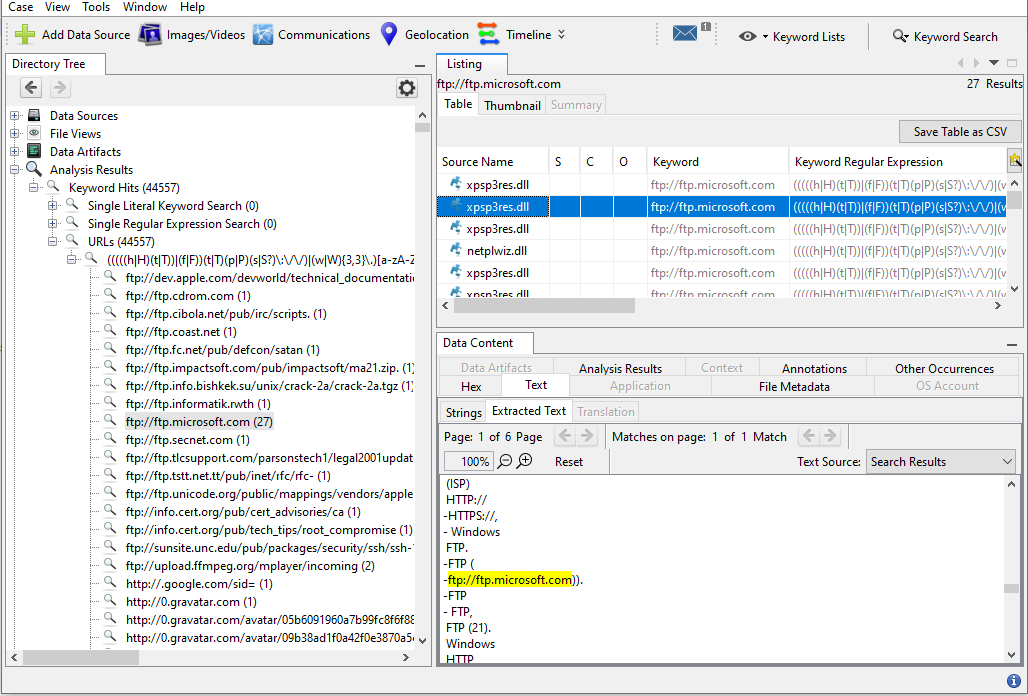 Case View Tools Window Help
Add Data Source Images/Videos Communications Geolocation Timeline 1 Keyword Lists Keyword Search
Directory Tree
Data Sources
File Views
Data Artifacts
Analysis Results
Keyword Hits (44557)
Single Literal Keyword Search (0)
Single Regular Expression Search (0)
URLs (44557)
(((((h|H)(t|T))|(f|F))(t|T)(p|P)(s|S?)\:\/\/)|(w|W){3,3}\.)[a-zA-Z
ftp://dev.apple.com/devworld/technical_documentatio
ftp://ftp.cdrom.com (1)
ftp://ftp.cibola.net/pub/irc/scripts. (1)
ftp://ftp.coast.net (1)
ftp://ftp.fc.net/pub/defcon/satan (1)
ftp://ftp.impactsoft.com/pub/impactsoft/ma21.zip. (1)
ftp://ftp.info.bishkek.su/unix/crack-2a/crack-2a.tgz (1)
ftp://ftp.informatik.rwth (1)
ftp://ftp.microsoft.com (27)
ftp://ftp.secnet.com (1)
ftp://ftp.tlcsupport.com/parsonstech1/legal2001updat
ftp://ftp.tstt.net.tt/pub/inet/rfc/rfc- (1)
ftp://ftp.unicode.org/public/mappings/vendors/apple
ftp://info.cert.org/pub/cert_advisories/ca (1)
ftp://info.cert.org/pub/tech_tips/root_compromise (1)
ftp://sunsite.unc.edu/pub/packages/security/ssh/ssh-
ftp://upload.ffmpeg.org/mplayer/incoming (2)
http://.google.com/sid= (1)
http://0.gravatar.com (1)
http://0.gravatar.com/avatar/05b6091960a7b99fc8f6f88
http://0.gravatar.com/avatar/09b38ad1f0a42f0e3870a5
Listing
ftp://ftp.microsoft.com 27 Results
Table Thumbnail Summary
Save Table as CSV
Source Name S C O Keyword Keyword Regular Expression
xpsp3res.dll ftp://ftp.microsoft.com (((((h|H)(t|T))|(f|F))(t|T)(p|P)(s|S?)\:\/\/)|(w
xpsp3res.dll ftp://ftp.microsoft.com (((((h|H)(t|T))|(f|F))(t|T)(p|P)(s|S?)\:\/\/)|(w
xpsp3res.dll ftp://ftp.microsoft.com (((((h|H)(t|T))|(f|F))(t|T)(p|P)(s|S?)\:\/\/)|(w
netplwiz.dll ftp://ftp.microsoft.com (((((h|H)(t|T))|(f|F))(t|T)(p|P)(s|S?)\:\/\/)|(w
xpsp3res.dll ftp://ftp.microsoft.com (((((h|H)(t|T))|(f|F))(t|T)(p|P)(s|S?)\:\/\/)|(w
xpsp3res.dll ftp://ftp.microsoft.com (((((h|H)(t|T))|(f|F))(t|T)(p|P)(s|S?)\:\/\/)|(w
Data Content
Data Artifacts Analysis Results Context Annotations Other Occurrences
Hex Text Application File Metadata OS Account
Strings Extracted Text Translation
Page: 1 of 6 Page Matches on page: 1 of 1 Match
100% Reset Text Source: Search Results
(ISP)
HTTP://
-HTTPS://,
- Windows
FTP.
-FTP (
-ftp://ftp.microsoft.com)).
-FTP
- FTP,
FTP (21).
Windows
HTTP